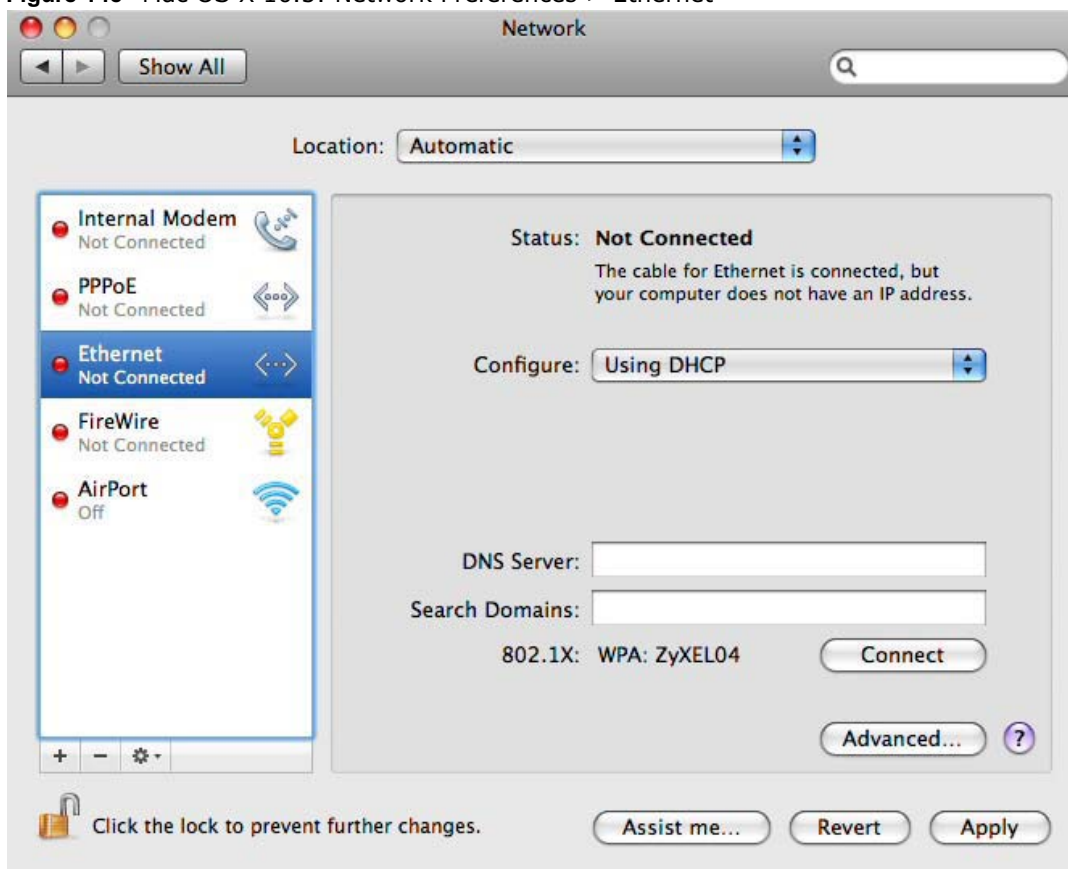 Network
Show All
Location: Automatic
Internal Modem
Not Connected
PPPoE
Not Connected
Ethernet
Not Connected
FireWire
Not Connected
AirPort
Off
Status: Not Connected
The cable for Ethernet is connected, but
your computer does not have an IP address.
Configure: Using DHCP
DNS Server:
Search Domains:
802.1X: WPA: ZyXEL04 Connect
Advanced... ?
+ −
Click the lock to prevent further changes.
Assist me... Revert Apply